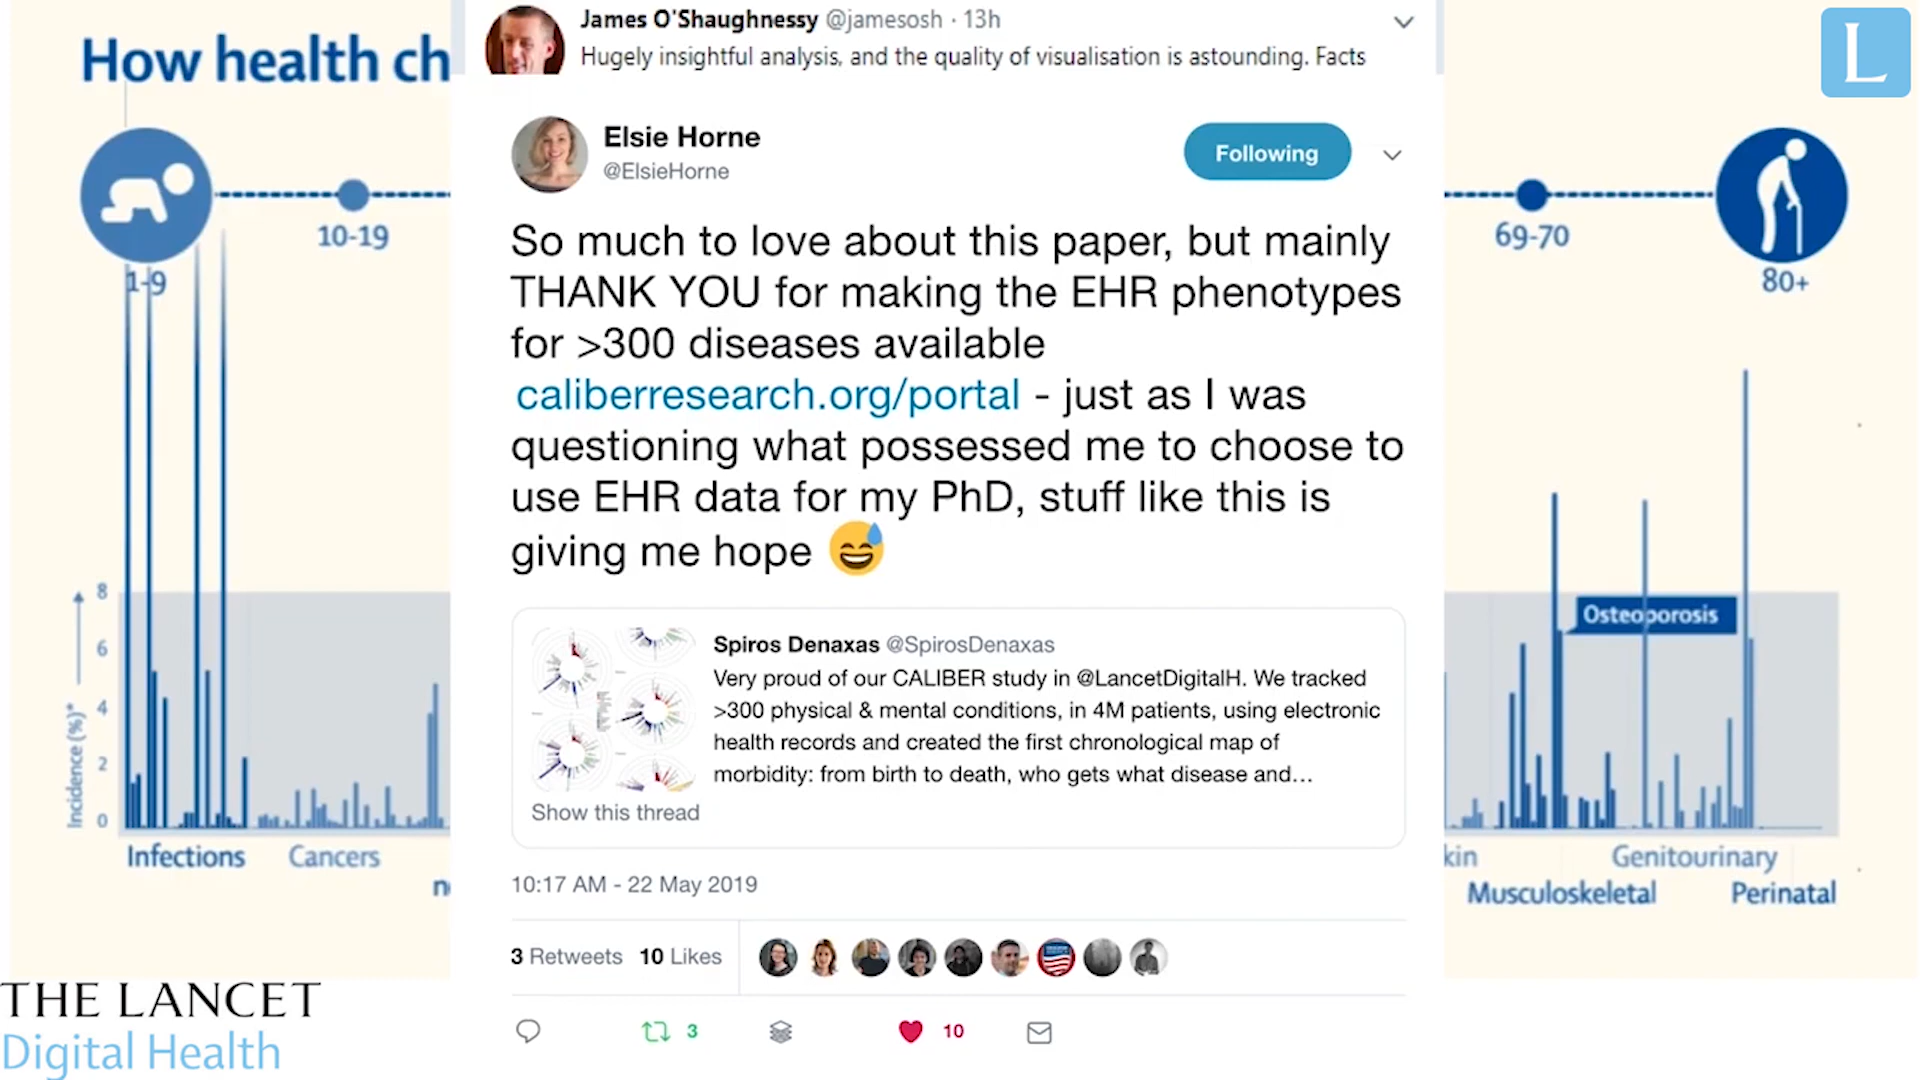 How health ch
James O'Shaughnessy @jamesosh · 13h
Hugely insightful analysis, and the quality of visualisation is astounding. Facts
L
Elsie Horne
@ElsieHorne
Following
So much to love about this paper, but mainly
THANK YOU for making the EHR phenotypes
for >300 diseases available
caliberresearch.org/portal - just as I was
questioning what possessed me to choose to
use EHR data for my PhD, stuff like this is
giving me hope 😅
Spiros Denaxas @SpirosDenaxas
Very proud of our CALIBER study in @LancetDigitalH. We tracked
>300 physical & mental conditions, in 4M patients, using electronic
health records and created the first chronological map of
morbidity: from birth to death, who gets what disease and...
Show this thread
10:17 AM - 22 May 2019
3 Retweets 10 Likes
3
10
1-9
10-19
69-70
80+
Incidence (%)*
8
6
4
2
0
Osteoporosis
Infections
Cancers
kin
Musculoskeletal
Genitourinary
Perinatal
THE LANCET
Digital Health